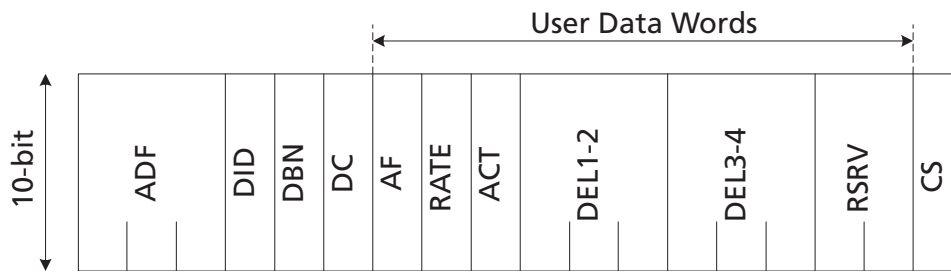 User Data Words
10-bit
ADF
DID
DBN
DC
AF
RATE
ACT
DEL1-2
DEL3-4
RSRV
CS